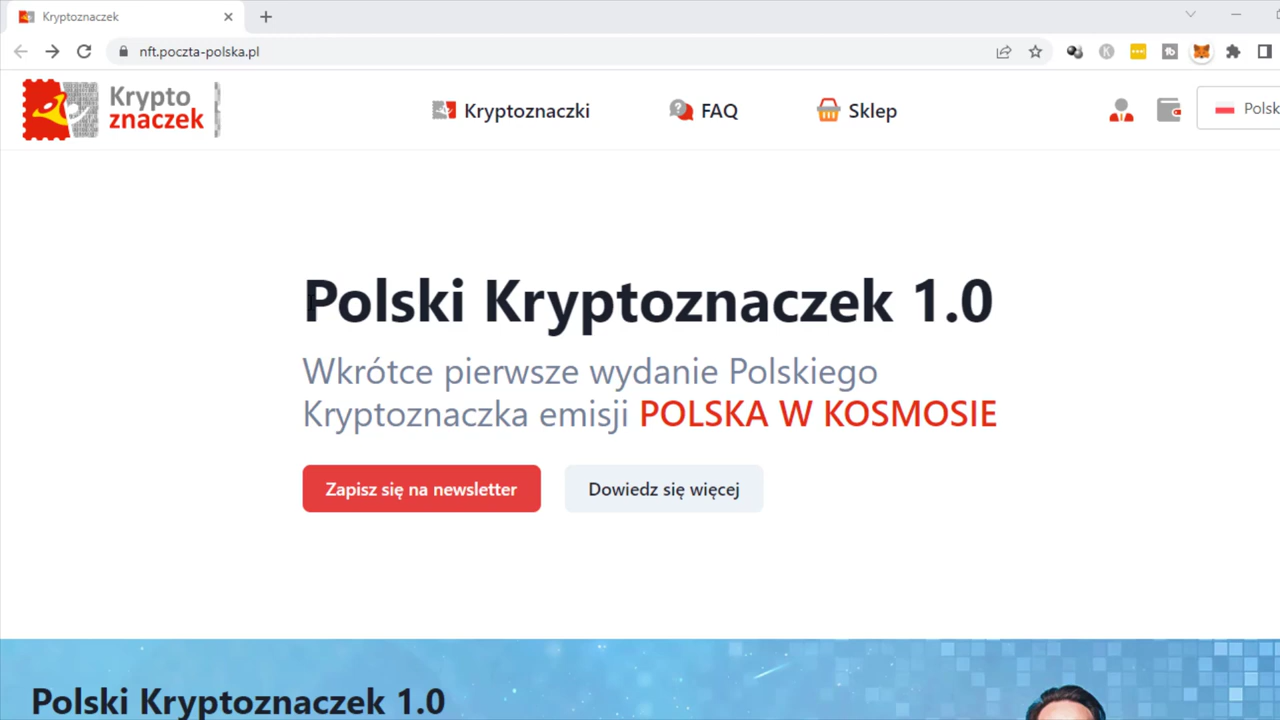 Kryptoznaczek
nft.poczta-polska.pl
Krypto
znaczek
Kryptoznaczki
FAQ
Sklep
Polsk
Polski Kryptoznaczek 1.0
Wkrótce pierwsze wydanie Polskiego
Kryptoznaczka emisji POLSKA W KOSMOSIE
Zapisz się na newsletter
Dowiedz się więcej
Polski Kryptoznaczek 1.0